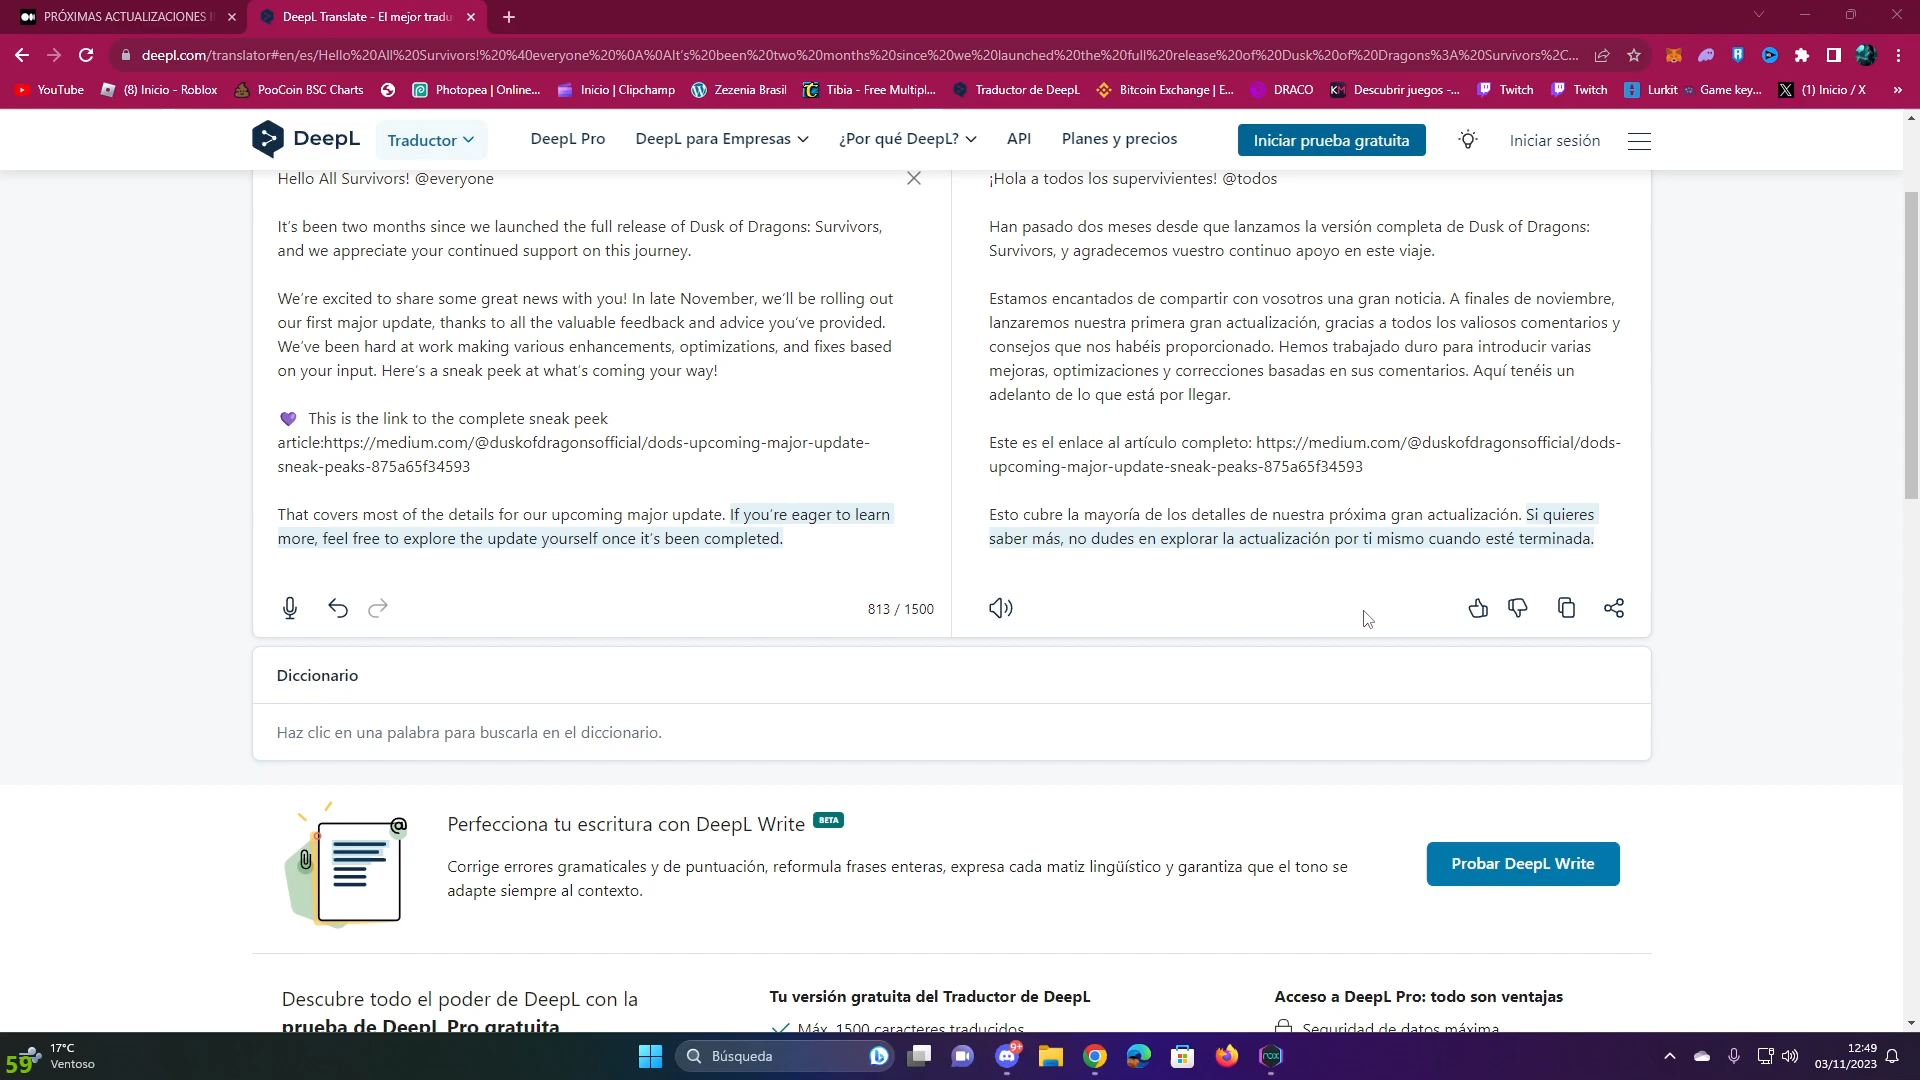 PRÓXIMAS ACTUALIZACIONES
DeepL Translate - El mejor tradu
deepl.com/translator#en/es/Hello%20All%20Survivors!%20%40everyone%20%0A%0AIt's%20been%20two%20months%20since%20we%20launched%20the%20full%20release%20of%20Dusk%20of%20Dragons%3A%20Survivors%2C...
YouTube
(8) Inicio - Roblox
PooCoin BSC Charts
Photopea | Online...
Inicio | Clipchamp
Zezenia Brasil
Tibia - Free Multipl...
Traductor de DeepL
Bitcoin Exchange | E...
DRACO
Descubrir juegos -...
Twitch
Twitch
Lurkit
Game key...
(1) Inicio / X
»
DeepL
Traductor
DeepL Pro
DeepL para Empresas
¿Por qué DeepL?
API
Planes y precios
Iniciar prueba gratuita
Iniciar sesión
Hello All Survivors! @everyone
It's been two months since we launched the full release of Dusk of Dragons: Survivors,
and we appreciate your continued support on this journey.
We're excited to share some great news with you! In late November, we'll be rolling out
our first major update, thanks to all the valuable feedback and advice you've provided.
We've been hard at work making various enhancements, optimizations, and fixes based
on your input. Here's a sneak peek at what's coming your way!
💜 This is the link to the complete sneak peek
article:https://medium.com/@duskofdragonsofficial/dods-upcoming-major-update-
sneak-peaks-875a65f34593
That covers most of the details for our upcoming major update. If you're eager to learn
more, feel free to explore the update yourself once it's been completed.
813 / 1500
¡Hola a todos los supervivientes! @todos
Han pasado dos meses desde que lanzamos la versión completa de Dusk of Dragons:
Survivors, y agradecemos vuestro continuo apoyo en este viaje.
Estamos encantados de compartir con vosotros una gran noticia. A finales de noviembre,
lanzaremos nuestra primera gran actualización, gracias a todos los valiosos comentarios y
consejos que nos habéis proporcionado. Hemos trabajado duro para introducir varias
mejoras, optimizaciones y correcciones basadas en sus comentarios. Aquí tenéis un
adelanto de lo que está por llegar.
Este es el enlace al artículo completo: https://medium.com/@duskofdragonsofficial/dods-
upcoming-major-update-sneak-peaks-875a65f34593
Esto cubre la mayoría de los detalles de nuestra próxima gran actualización. Si quieres
saber más, no dudes en explorar la actualización por ti mismo cuando esté terminada.
Diccionario
Haz clic en una palabra para buscarla en el diccionario.
Perfecciona tu escritura con DeepL Write BETA
Corrige errores gramaticales y de puntuación, reformula frases enteras, expresa cada matiz lingüístico y garantiza que el tono se
adapte siempre al contexto.
Probar DeepL Write
Descubre todo el poder de DeepL con la
prueba de DeepL Pro gratuita
Tu versión gratuita del Traductor de DeepL
Máx. 1500 caracteres traducidos
Acceso a DeepL Pro: todo son ventajas
Seguridad de datos máxima
59
17°C
Ventoso
Búsqueda
9+
nox
12:49
03/11/2023